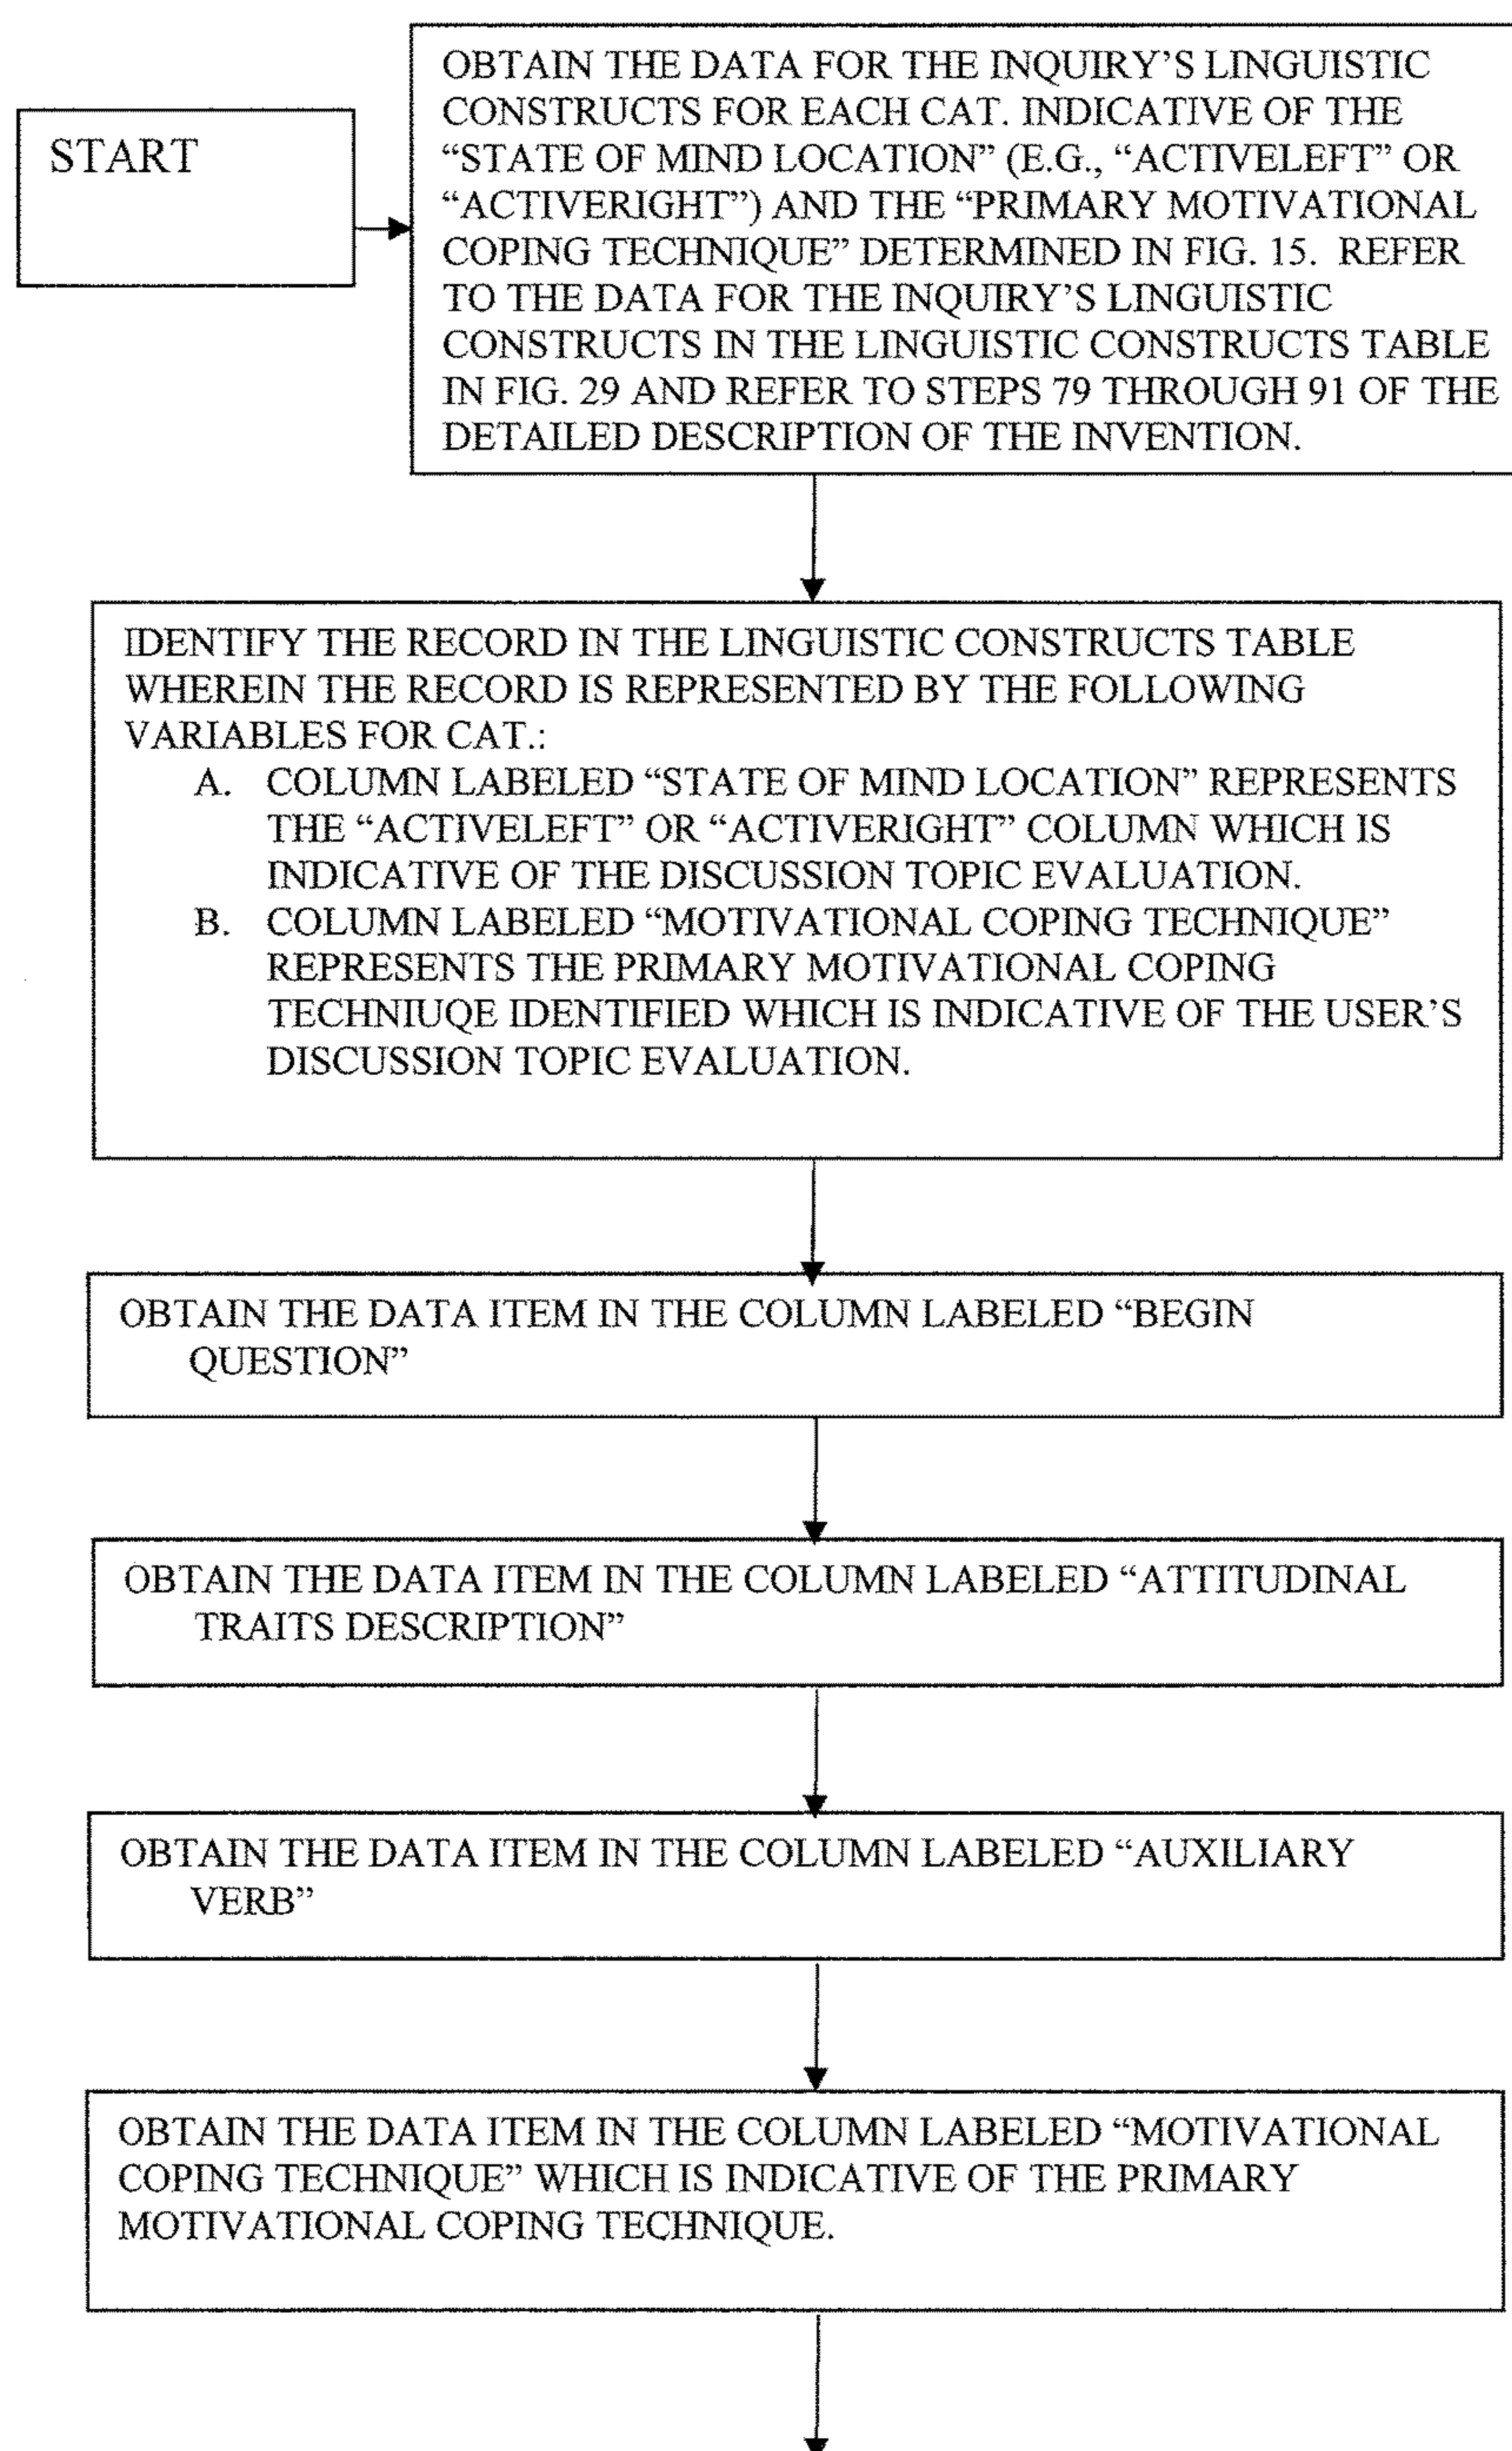 START
OBTAIN THE DATA FOR THE INQUIRY’S LINGUISTIC
CONSTRUCTS FOR EACH CAT. INDICATIVE OF THE
“STATE OF MIND LOCATION” (E.G., “ACTIVELEFT” OR
“ACTIVERIGHT”) AND THE “PRIMARY MOTIVATIONAL
COPING TECHNIQUE” DETERMINED IN FIG. 15. REFER
TO THE DATA FOR THE INQUIRY’S LINGUISTIC
CONSTRUCTS IN THE LINGUISTIC CONSTRUCTS TABLE
IN FIG. 29 AND REFER TO STEPS 79 THROUGH 91 OF THE
DETAILED DESCRIPTION OF THE INVENTION.
IDENTIFY THE RECORD IN THE LINGUISTIC CONSTRUCTS TABLE
WHEREIN THE RECORD IS REPRESENTED BY THE FOLLOWING
VARIABLES FOR CAT.:
A. COLUMN LABELED “STATE OF MIND LOCATION” REPRESENTS
THE “ACTIVELEFT” OR “ACTIVERIGHT” COLUMN WHICH IS
INDICATIVE OF THE DISCUSSION TOPIC EVALUATION.
B. COLUMN LABELED “MOTIVATIONAL COPING TECHNIQUE”
REPRESENTS THE PRIMARY MOTIVATIONAL COPING
TECHNIUQE IDENTIFIED WHICH IS INDICATIVE OF THE USER’S
DISCUSSION TOPIC EVALUATION.
OBTAIN THE DATA ITEM IN THE COLUMN LABELED “BEGIN
QUESTION”
OBTAIN THE DATA ITEM IN THE COLUMN LABELED “ATTITUDINAL
TRAITS DESCRIPTION”
OBTAIN THE DATA ITEM IN THE COLUMN LABELED “AUXILIARY
VERB”
OBTAIN THE DATA ITEM IN THE COLUMN LABELED “MOTIVATIONAL
COPING TECHNIQUE” WHICH IS INDICATIVE OF THE PRIMARY
MOTIVATIONAL COPING TECHNIQUE.